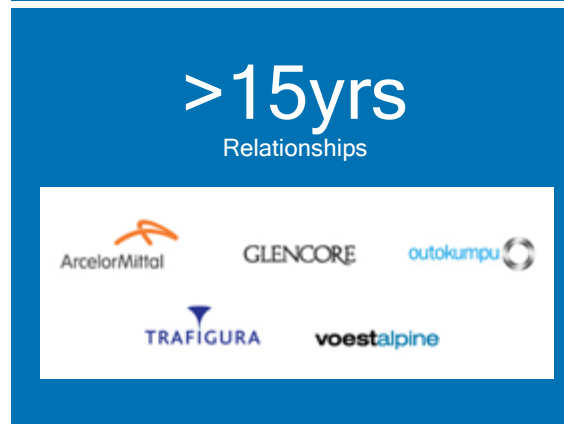 >15yrs
Relationships
ArcelorMittal
GLENCORE
outokumpu
TRAFIGURA
voestalpine